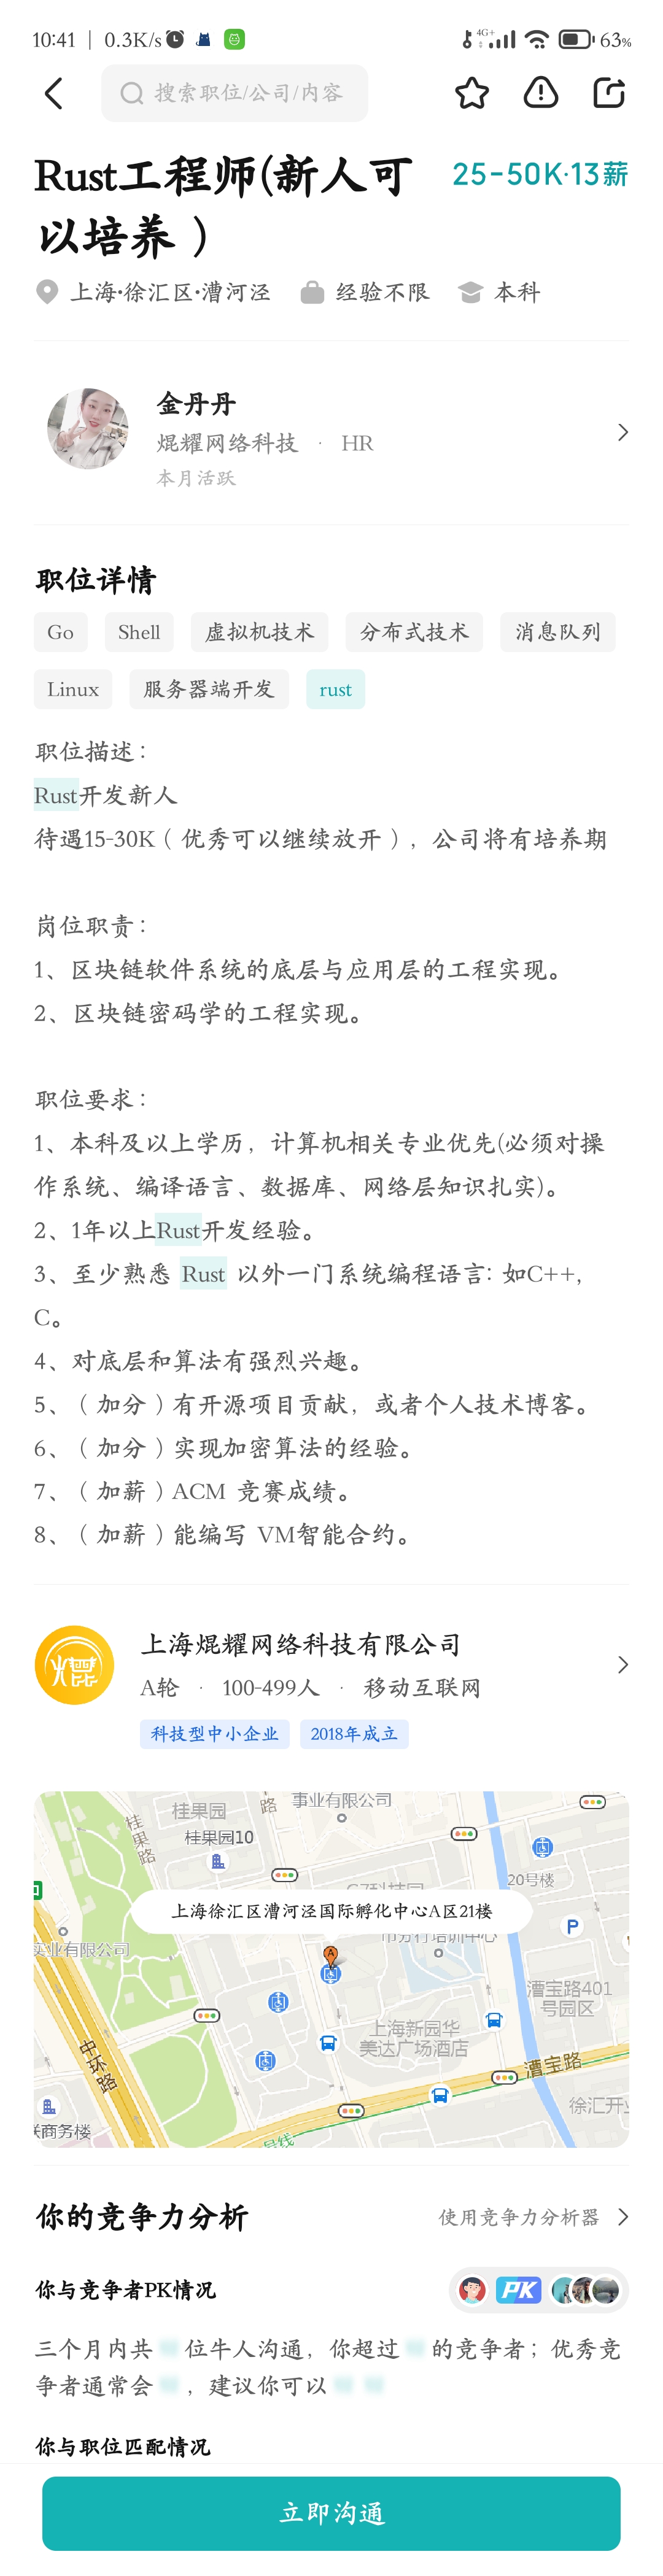 10:41 | 0.3K/s
4G+
63%
搜索职位/公司/内容
Rust工程师(新人可
以培养）
25-50K·13薪
上海·徐汇区·漕河泾 经验不限 本科
金丹丹
焜耀网络科技 · HR
本月活跃
职位详情
Go Shell 虚拟机技术 分布式技术 消息队列
Linux 服务器端开发 rust
职位描述：
Rust开发新人
待遇15-30K（优秀可以继续放开），公司将有培养期
岗位职责：
1、区块链软件系统的底层与应用层的工程实现。
2、区块链密码学的工程实现。
职位要求：
1、本科及以上学历，计算机相关专业优先(必须对操
作系统、编译语言、数据库、网络层知识扎实)。
2、1年以上Rust开发经验。
3、至少熟悉 Rust 以外一门系统编程语言: 如C++,
C。
4、对底层和算法有强烈兴趣。
5、（加分）有开源项目贡献，或者个人技术博客。
6、（加分）实现加密算法的经验。
7、（加薪）ACM 竞赛成绩。
8、（加薪）能编写 VM智能合约。
焜
上海焜耀网络科技有限公司
A轮 · 100-499人 · 移动互联网
科技型中小企业 2018年成立
事业有限公司
桂果园
路
桂果路
桂果园10
20号楼
上海徐汇区漕河泾国际孵化中心A区21楼
A
P
实业有限公司
漕宝路401
号园区
上海新园华
美达广场酒店
中环路
漕宝路
徐汇开
商务楼
号线
你的竞争力分析 使用竞争力分析器
你与竞争者PK情况
PK
三个月内共 位牛人沟通，你超过 的竞争者；优秀竞
争者通常会 ，建议你可以
你与职位匹配情况
立即沟通